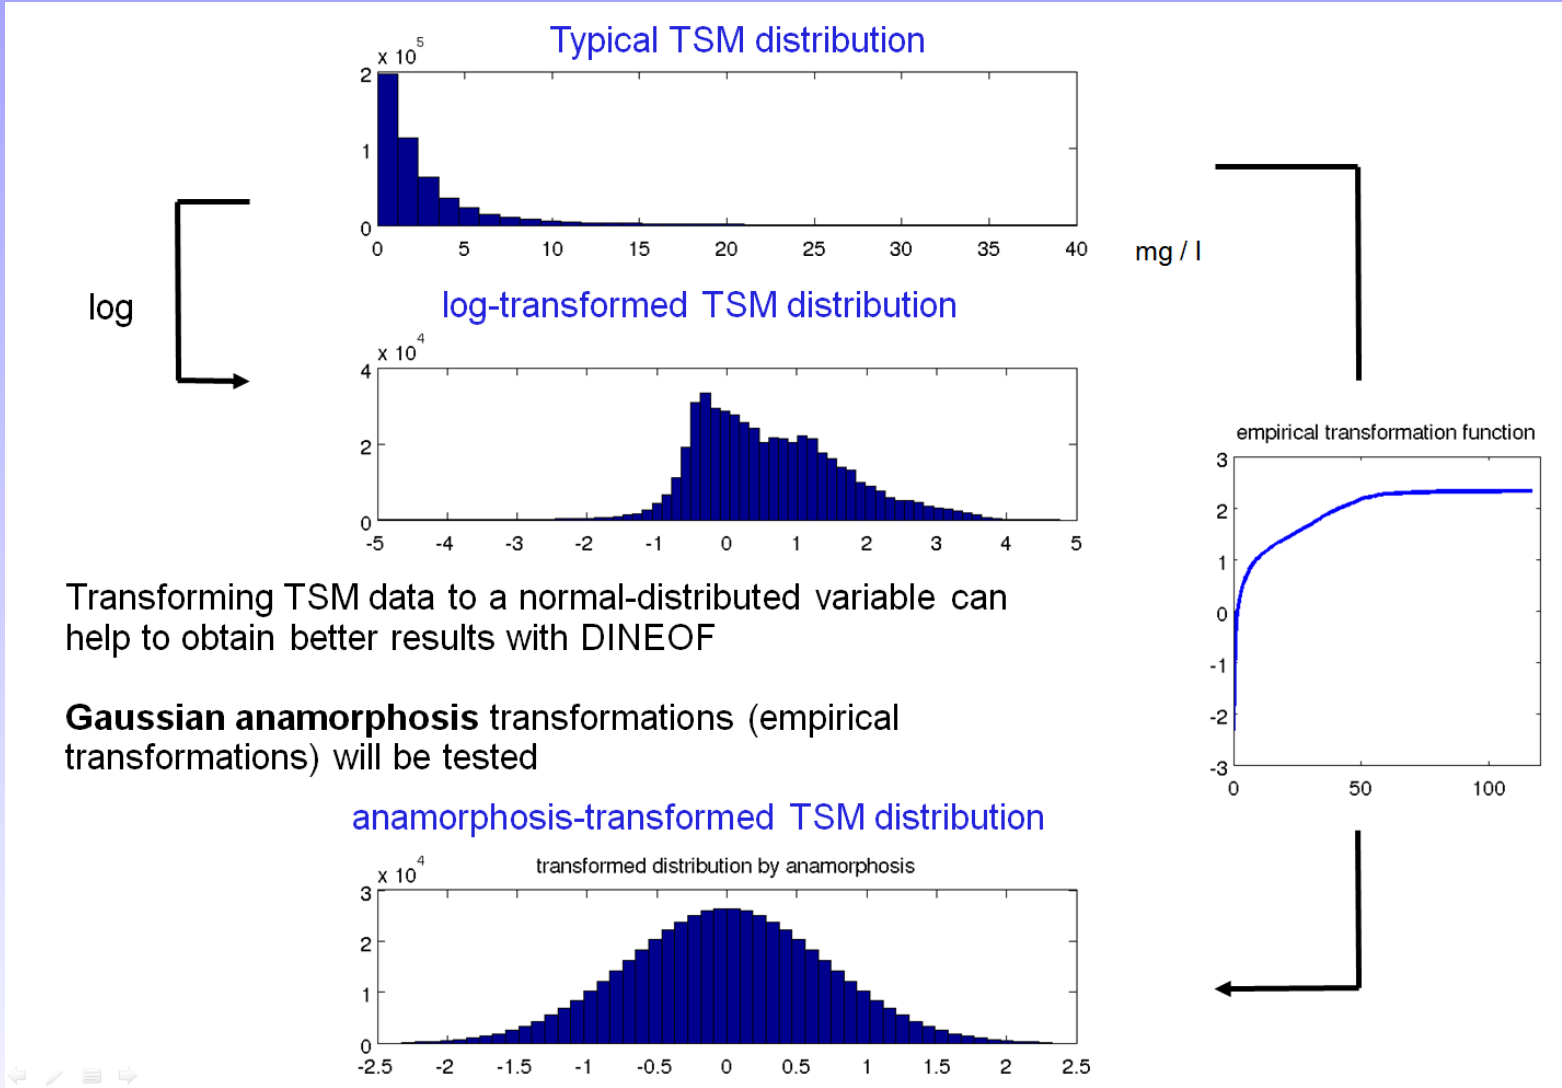 Typical TSM distribution
x 10^5
2
1
0
0 5 10 15 20 25 30 35 40
mg / l
log
log-transformed TSM distribution
x 10^4
4
2
0
-5 -4 -3 -2 -1 0 1 2 3 4 5
empirical transformation function
3
2
1
0
-1
-2
-3
0 50 100
Transforming TSM data to a normal-distributed variable can
help to obtain better results with DINEOF
Gaussian anamorphosis transformations (empirical
transformations) will be tested
anamorphosis-transformed TSM distribution
transformed distribution by anamorphosis
x 10^4
3
2
1
0
-2.5 -2 -1.5 -1 -0.5 0 0.5 1 1.5 2 2.5